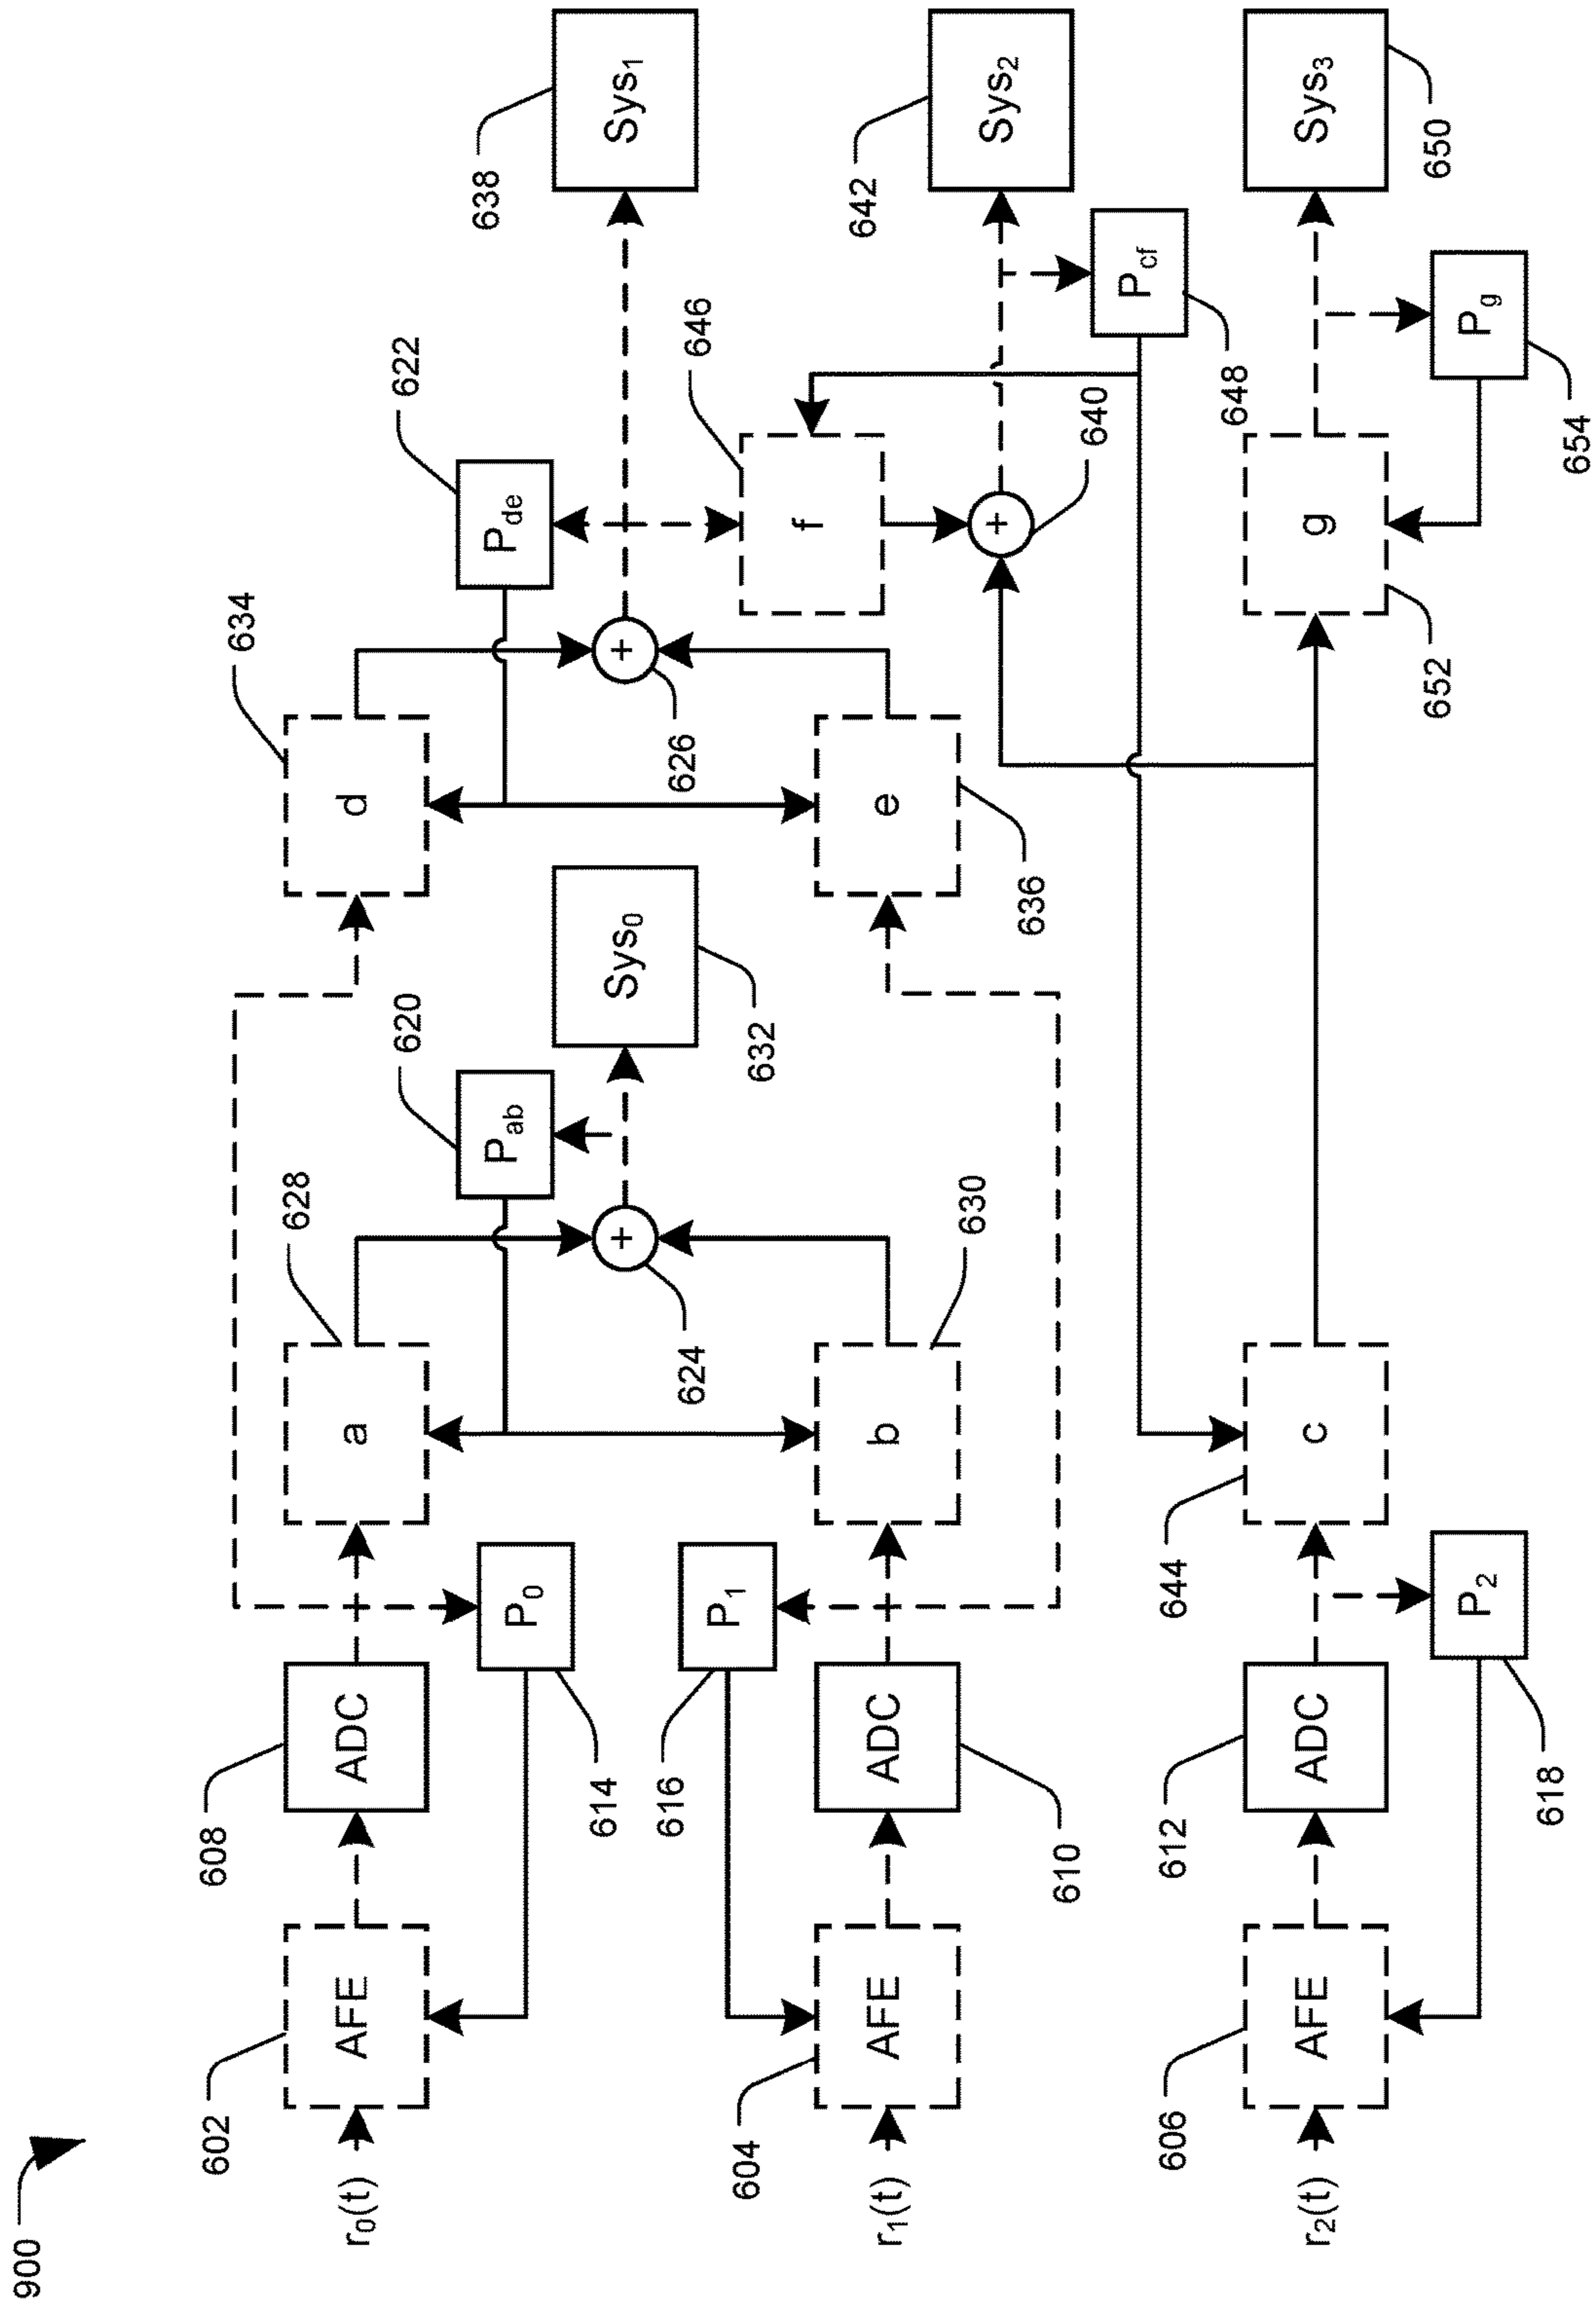 900
r₀(t)
602
AFE
608
ADC
P₀
614
a
628
Pab
620
+
624
Sys₀
632
d
634
Pde
622
+
626
Sys₁
638
r₁(t)
604
AFE
616
P₁
ADC
610
b
630
e
636
f
646
+
640
Sys₂
642
Pcf
648
r₂(t)
606
AFE
612
ADC
P₂
618
644
c
g
652
Pg
654
Sys₃
650